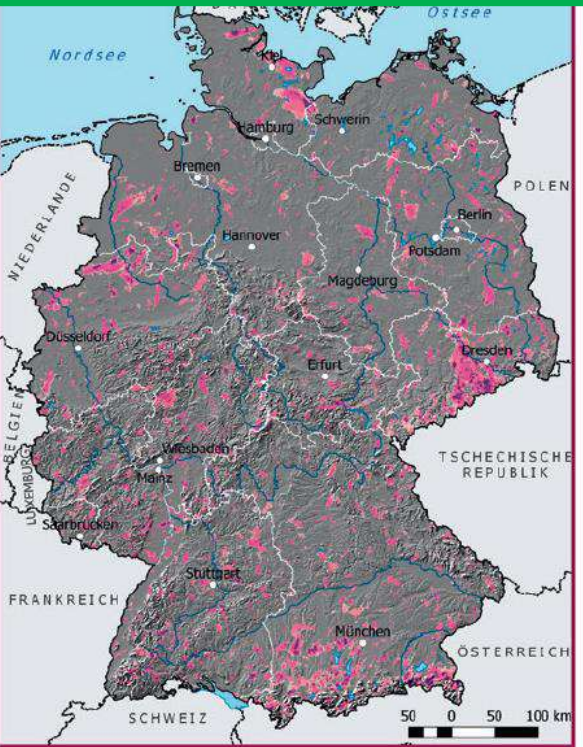 Ostsee
Nordsee
Kiel
Schwerin
Hamburg
Bremen
NIEDERLANDE
POLEN
Berlin
Hannover
Potsdam
Magdeburg
Düsseldorf
Dresden
Erfurt
BELGIEN
Wiesbaden
TSCHECHISCHE
REPUBLIK
Mainz
LUXEMBURG
Saarbrücken
Stuttgart
FRANKREICH
München
ÖSTERREICH
SCHWEIZ
50 0 50 100 km